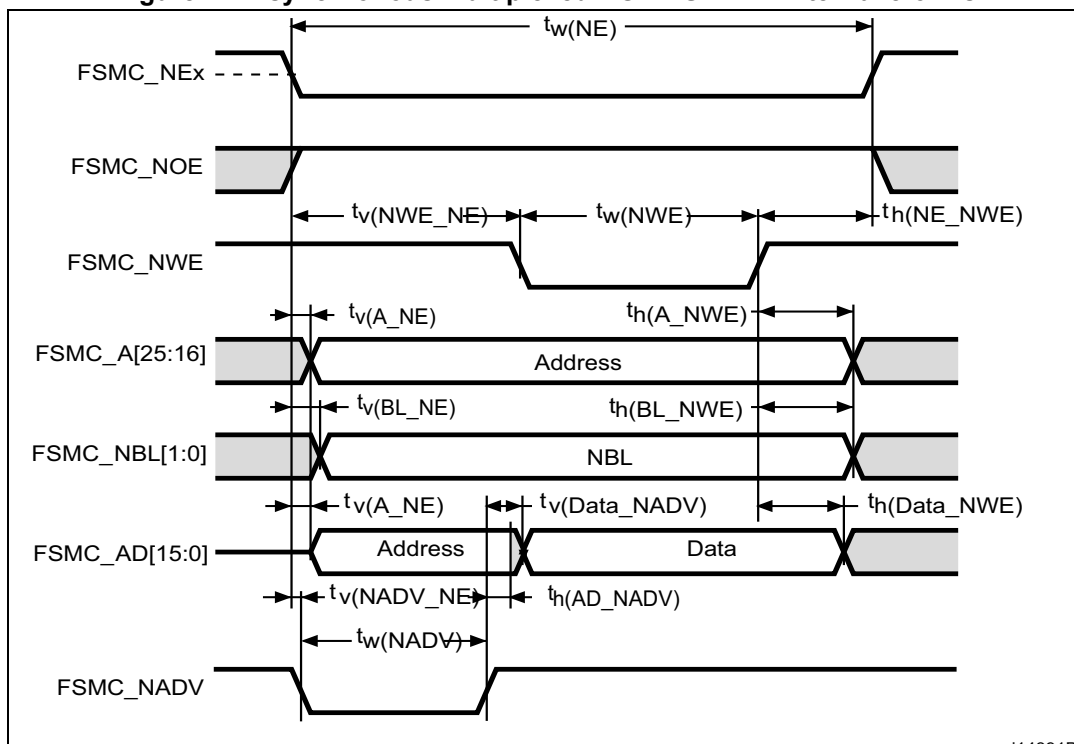 tw(NE)
FSMC_NEx
FSMC_NOE
tv(NWE_NE)
tw(NWE)
th(NE_NWE)
FSMC_NWE
tv(A_NE)
th(A_NWE)
FSMC_A[25:16]
Address
tv(BL_NE)
th(BL_NWE)
FSMC_NBL[1:0]
NBL
tv(A_NE)
tv(Data_NADV)
th(Data_NWE)
FSMC_AD[15:0]
Address
Data
tv(NADV_NE)
th(AD_NADV)
tw(NADV)
FSMC_NADV